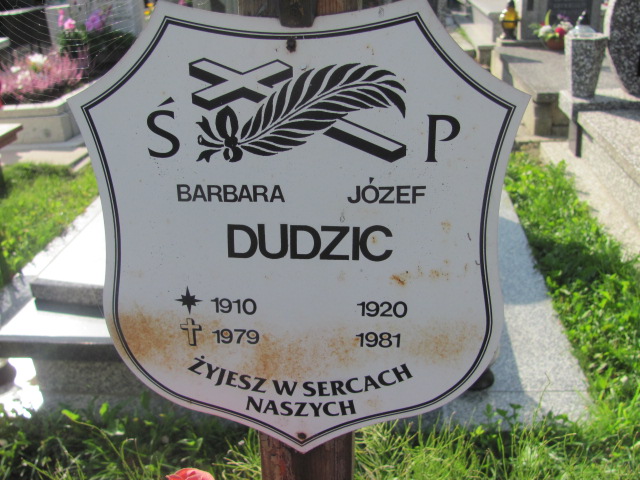 Ś P
BARBARA JÓZEF
DUDZIC
1910 1920
1979 1981
ŻYJESZ W SERCACH
NASZYCH